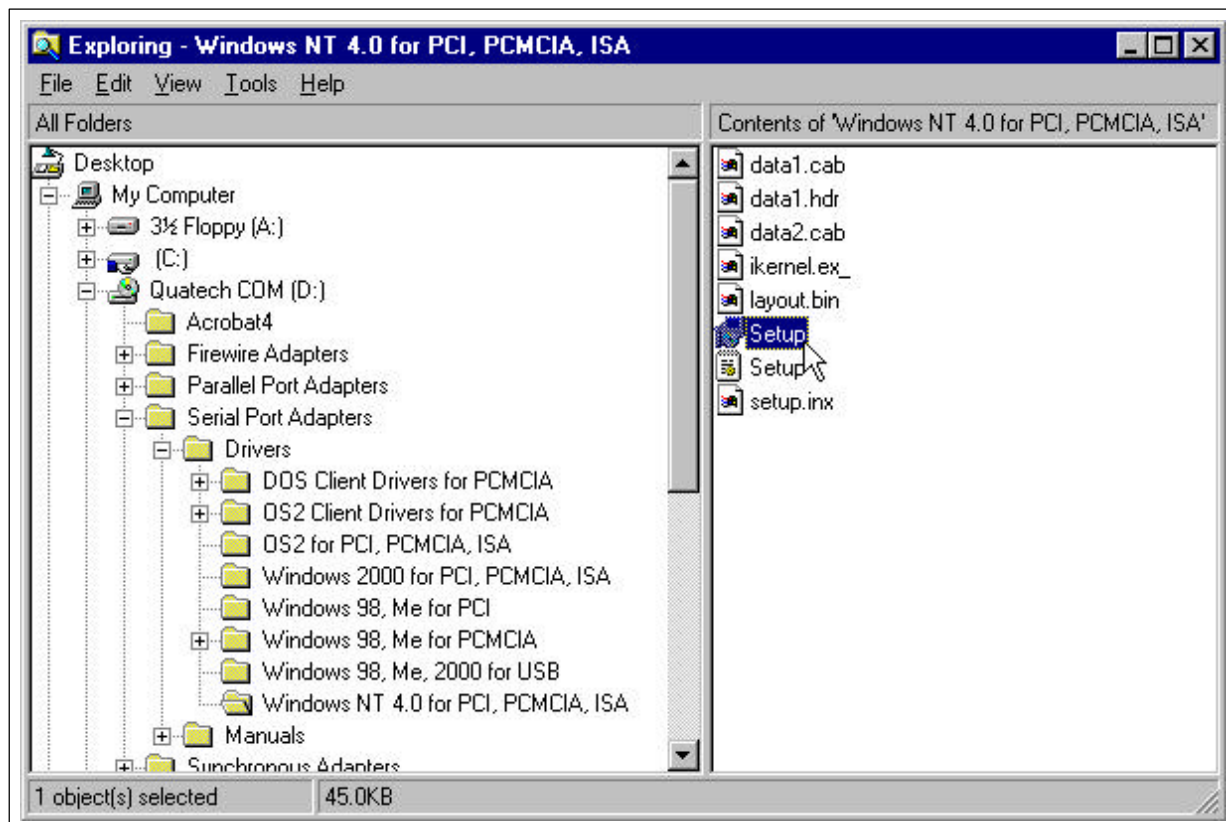 Exploring - Windows NT 4.0 for PCI, PCMCIA, ISA
File Edit View Tools Help
All Folders
Contents of 'Windows NT 4.0 for PCI, PCMCIA, ISA'
Desktop
My Computer
3½ Floppy (A:)
(C:)
Quatech COM (D:)
Acrobat4
Firewire Adapters
Parallel Port Adapters
Serial Port Adapters
Drivers
DOS Client Drivers for PCMCIA
OS2 Client Drivers for PCMCIA
OS2 for PCI, PCMCIA, ISA
Windows 2000 for PCI, PCMCIA, ISA
Windows 98, Me for PCI
Windows 98, Me for PCMCIA
Windows 98, Me, 2000 for USB
Windows NT 4.0 for PCI, PCMCIA, ISA
Manuals
Synchronous Adapters
data1.cab
data1.hdr
data2.cab
ikernel.ex_
layout.bin
Setup
Setup
setup.inx
1 object(s) selected
45.0KB